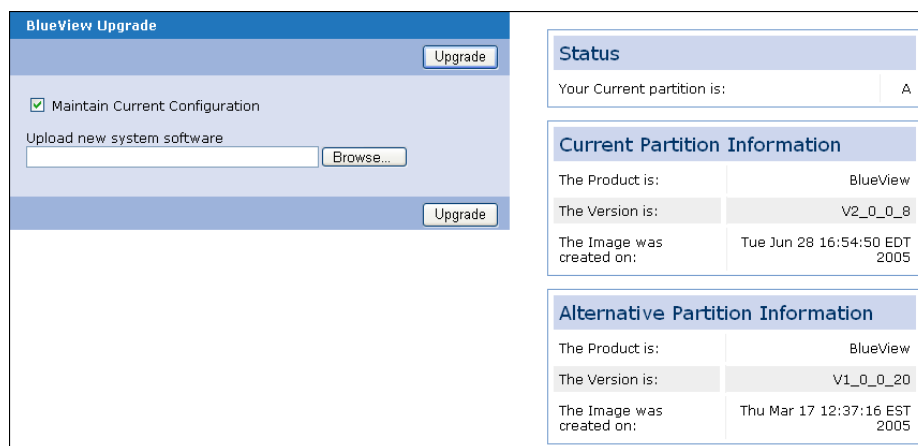 BlueView Upgrade
Upgrade
Maintain Current Configuration
Upload new system software
Browse...
Upgrade
Status
Your Current partition is: A
Current Partition Information
The Product is: BlueView
The Version is: V2_0_0_8
The Image was created on: Tue Jun 28 16:54:50 EDT 2005
Alternative Partition Information
The Product is: BlueView
The Version is: V1_0_0_20
The Image was created on: Thu Mar 17 12:37:16 EST 2005